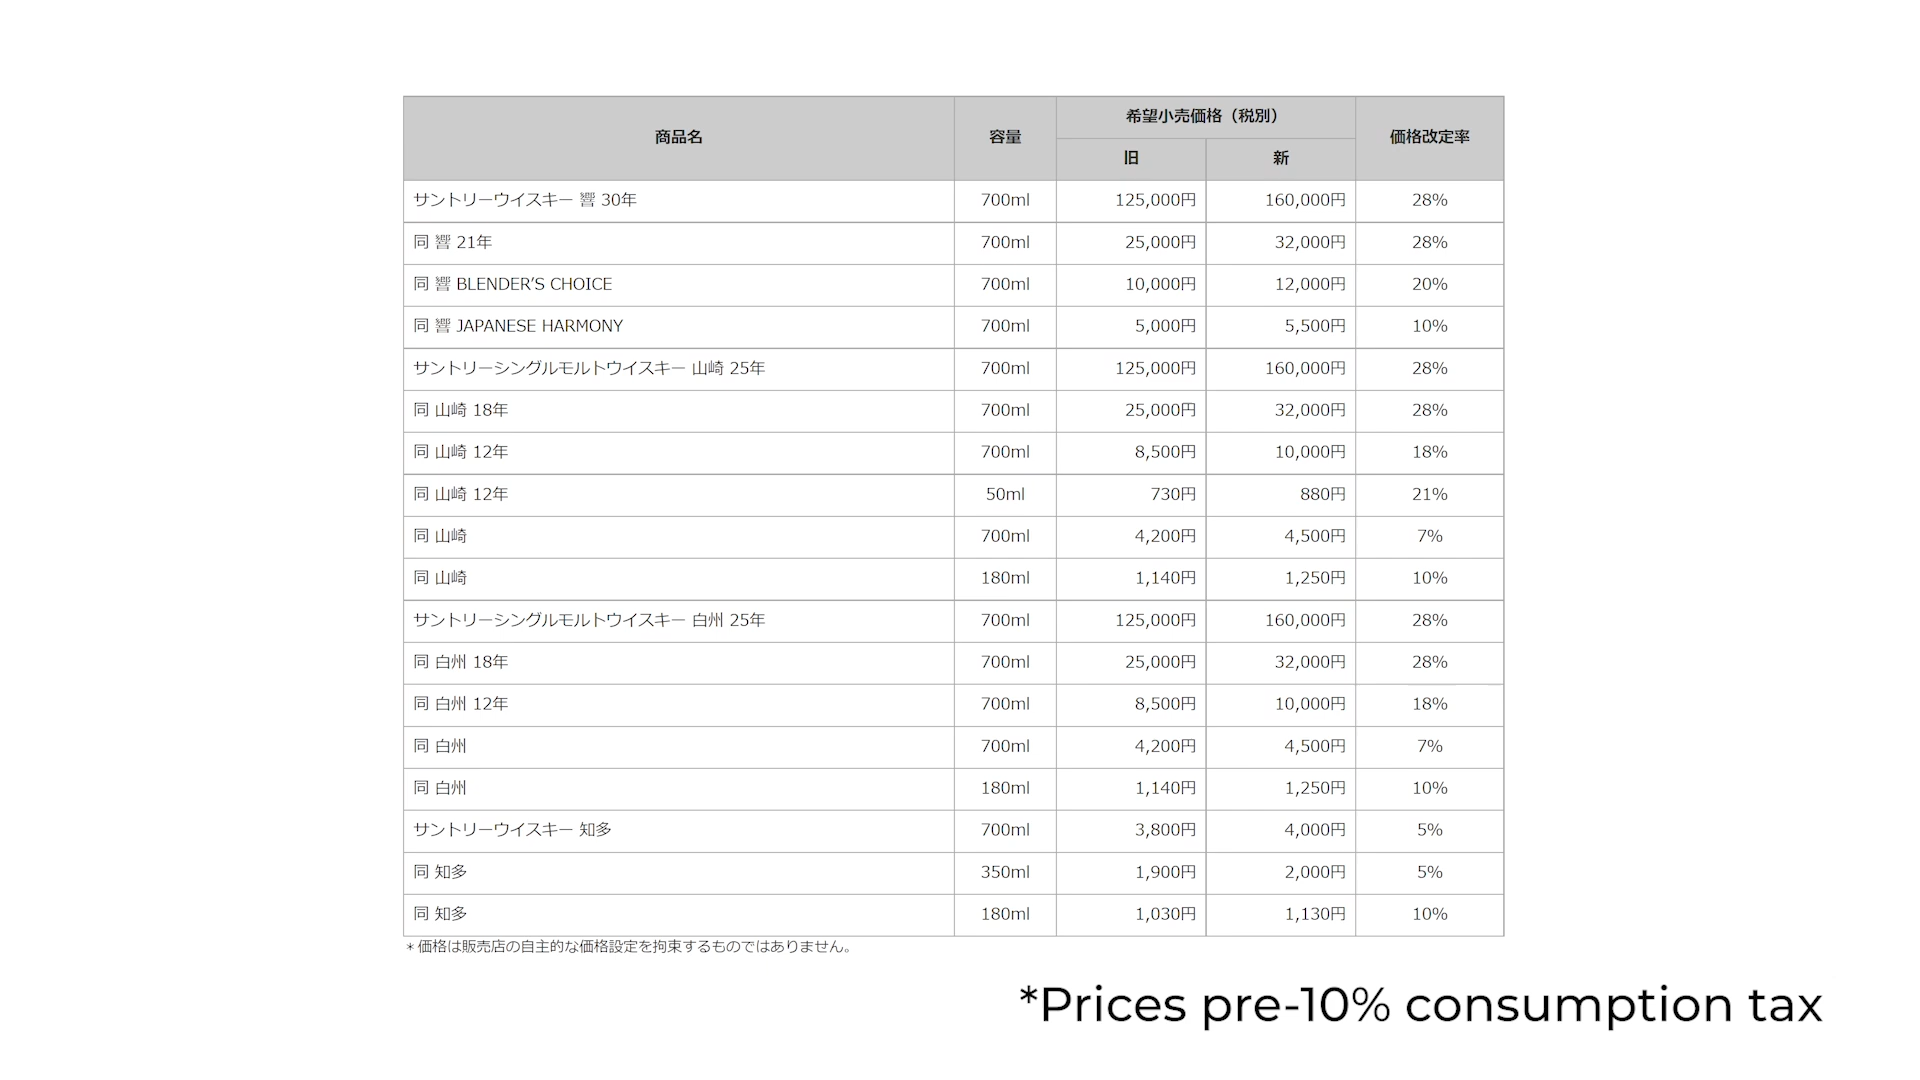 商品名 容量 希望小売価格（税別） 価格改定率
旧 新
サントリーウイスキー 響 30年 700ml 125,000円 160,000円 28%
同 響 21年 700ml 25,000円 32,000円 28%
同 響 BLENDER’S CHOICE 700ml 10,000円 12,000円 20%
同 響 JAPANESE HARMONY 700ml 5,000円 5,500円 10%
サントリーシングルモルトウイスキー 山崎 25年 700ml 125,000円 160,000円 28%
同 山崎 18年 700ml 25,000円 32,000円 28%
同 山崎 12年 700ml 8,500円 10,000円 18%
同 山崎 12年 50ml 730円 880円 21%
同 山崎 700ml 4,200円 4,500円 7%
同 山崎 180ml 1,140円 1,250円 10%
サントリーシングルモルトウイスキー 白州 25年 700ml 125,000円 160,000円 28%
同 白州 18年 700ml 25,000円 32,000円 28%
同 白州 12年 700ml 8,500円 10,000円 18%
同 白州 700ml 4,200円 4,500円 7%
同 白州 180ml 1,140円 1,250円 10%
サントリーウイスキー 知多 700ml 3,800円 4,000円 5%
同 知多 350ml 1,900円 2,000円 5%
同 知多 180ml 1,030円 1,130円 10%
＊価格は販売店の自主的な価格設定を拘束するものではありません。
*Prices pre-10% consumption tax